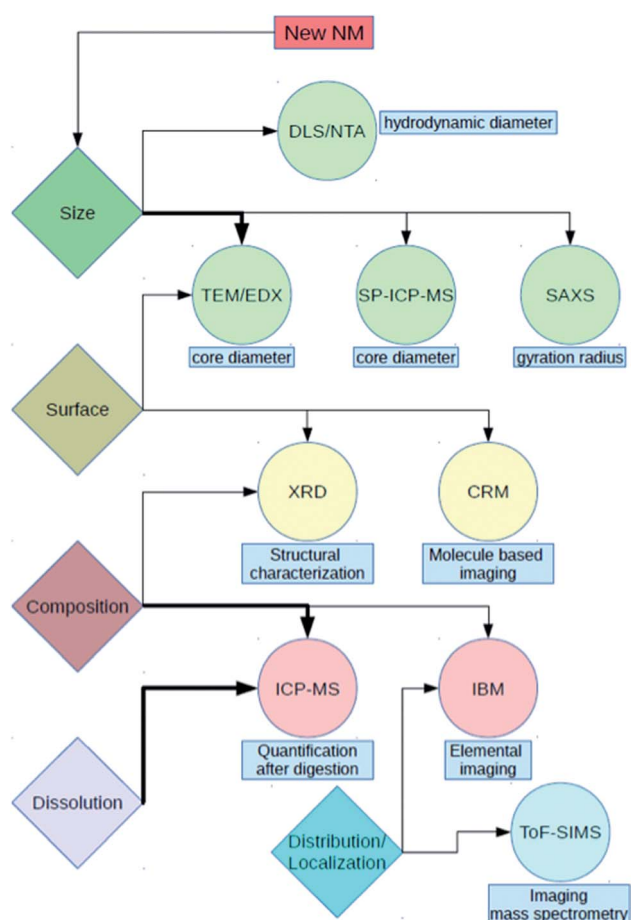 New NM
DLS/NTA
hydrodynamic diameter
Size
TEM/EDX
SP-ICP-MS
SAXS
core diameter
core diameter
gyration radius
Surface
XRD
CRM
Structural
characterization
Molecule based
imaging
Composition
ICP-MS
IBM
Quantification
after digestion
Elemental
imaging
Dissolution
Distribution/
Localization
ToF-SIMS
Imaging
mass spectrometry